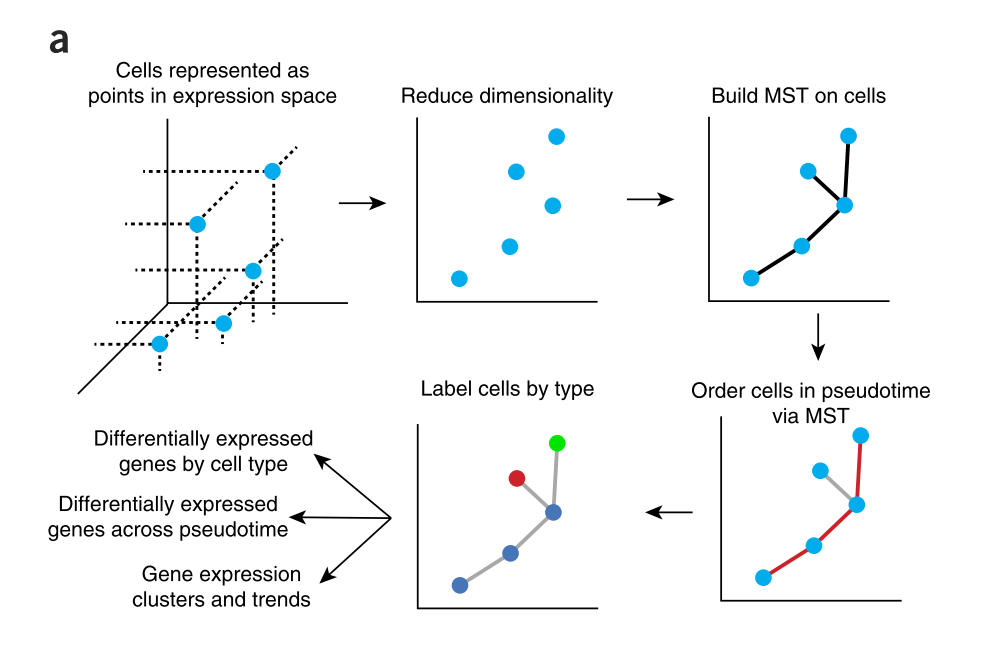 a
Cells represented as
points in expression space
Reduce dimensionality
Build MST on cells
Order cells in pseudotime
via MST
Label cells by type
Differentially expressed
genes by cell type
Differentially expressed
genes across pseudotime
Gene expression
clusters and trends